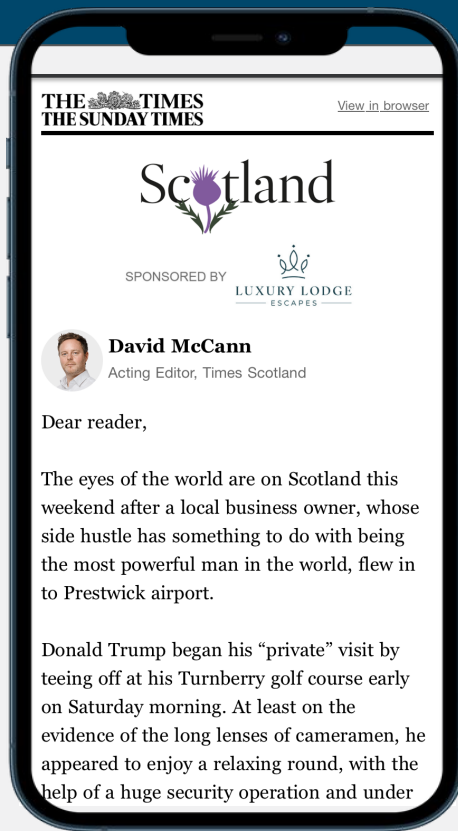 THE TIMES
THE SUNDAY TIMES
View in browser
Scotland
SPONSORED BY
LUXURY LODGE
ESCAPES
David McCann
Acting Editor, Times Scotland
Dear reader,
The eyes of the world are on Scotland this
weekend after a local business owner, whose
side hustle has something to do with being
the most powerful man in the world, flew in
to Prestwick airport.
Donald Trump began his “private” visit by
teeing off at his Turnberry golf course early
on Saturday morning. At least on the
evidence of the long lenses of cameramen, he
appeared to enjoy a relaxing round, with the
help of a huge security operation and under